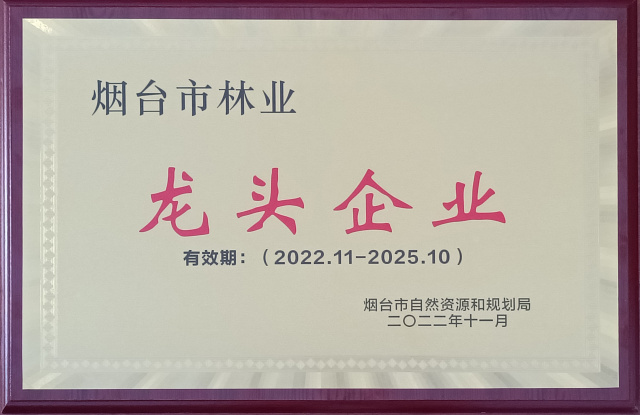 烟台市林业
龙头企业
有效期：（2022.11-2025.10）
烟台市自然资源和规划局
二〇二二年十一月